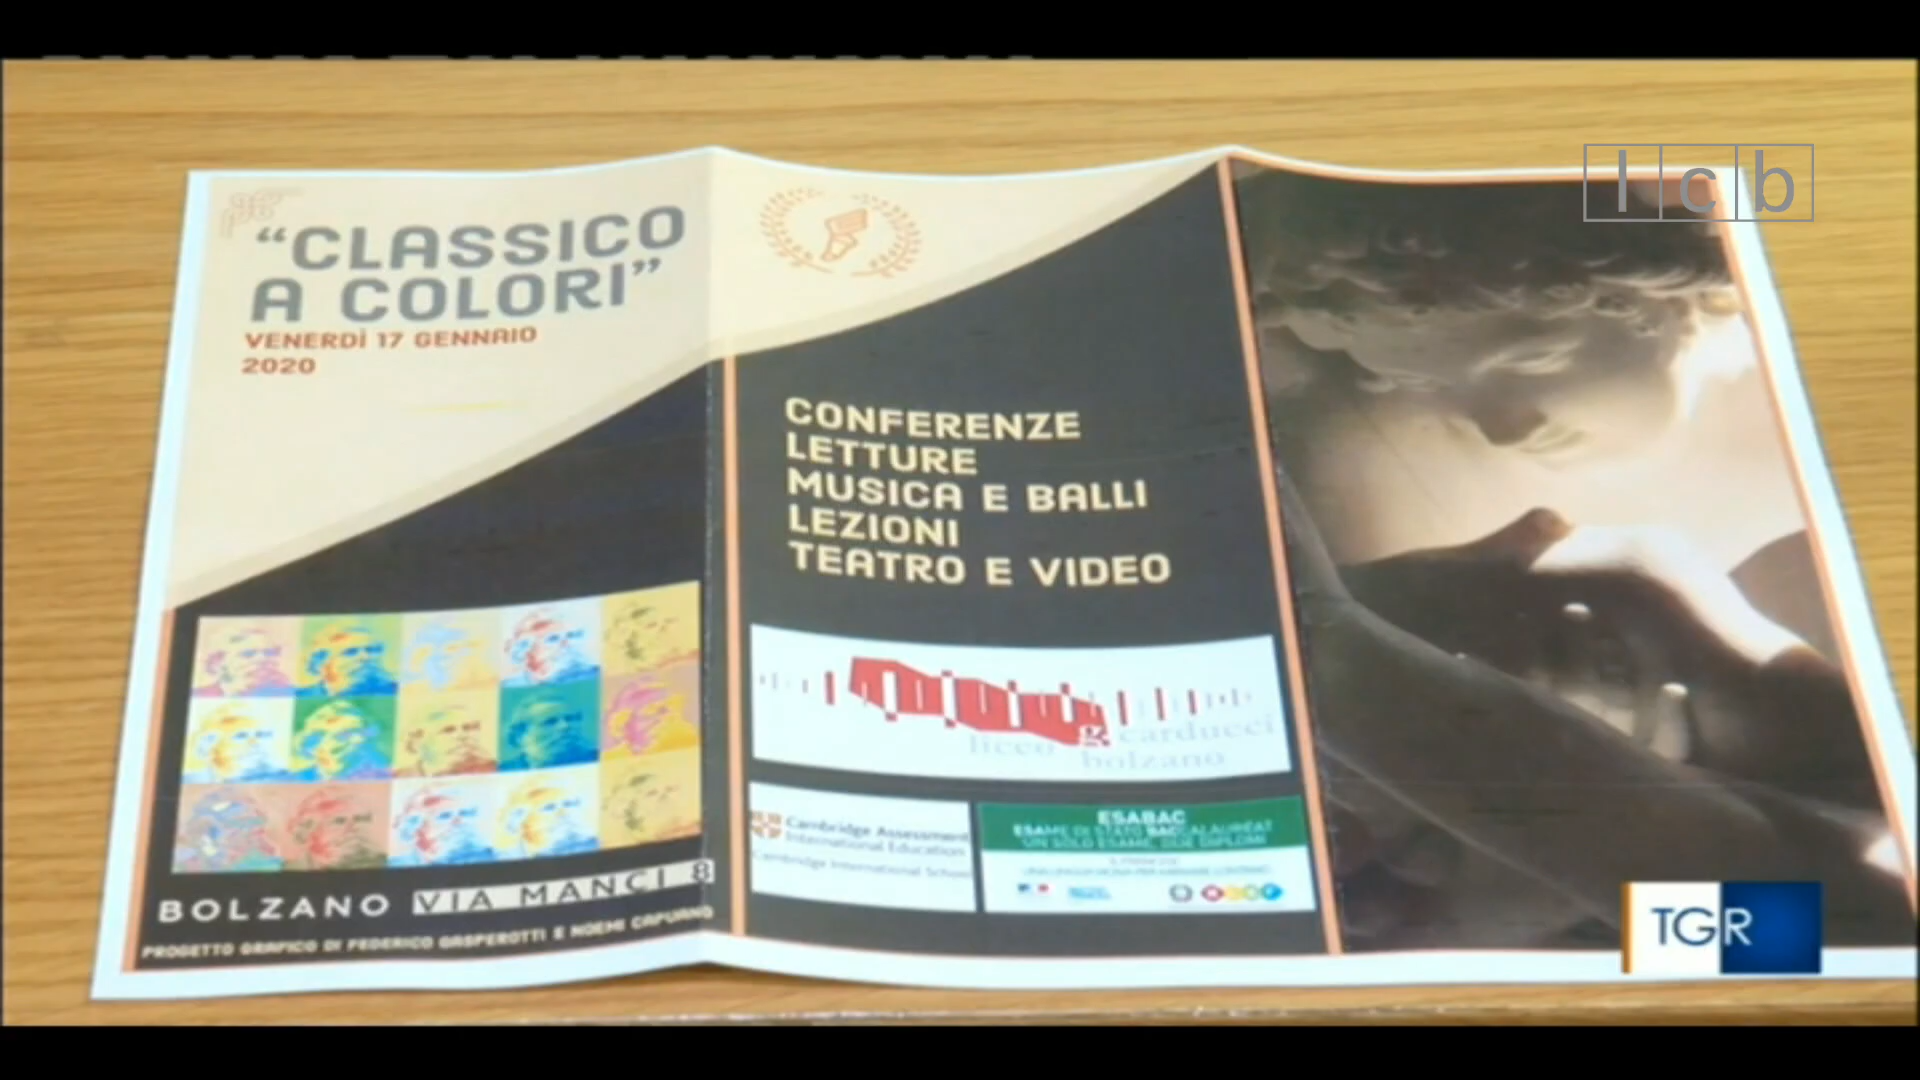 “CLASSICO
A COLORI”
VENERDÌ 17 GENNAIO
2020
BOLZANO VIA MANCI 8
PROGETTO GRAFICO DI FEDERICO GASPEROTTI E NOEMI CAPUANO
CONFERENZE
LETTURE
MUSICA E BALLI
LEZIONI
TEATRO E VIDEO
liceo g. carducci
bolzano
Cambridge Assessment
International Education
Cambridge International School
ESABAC
ESAME DI STATO BACCALAURÉAT
UN SOLO ESAME, DUE DIPLOMI
lcb
TGR